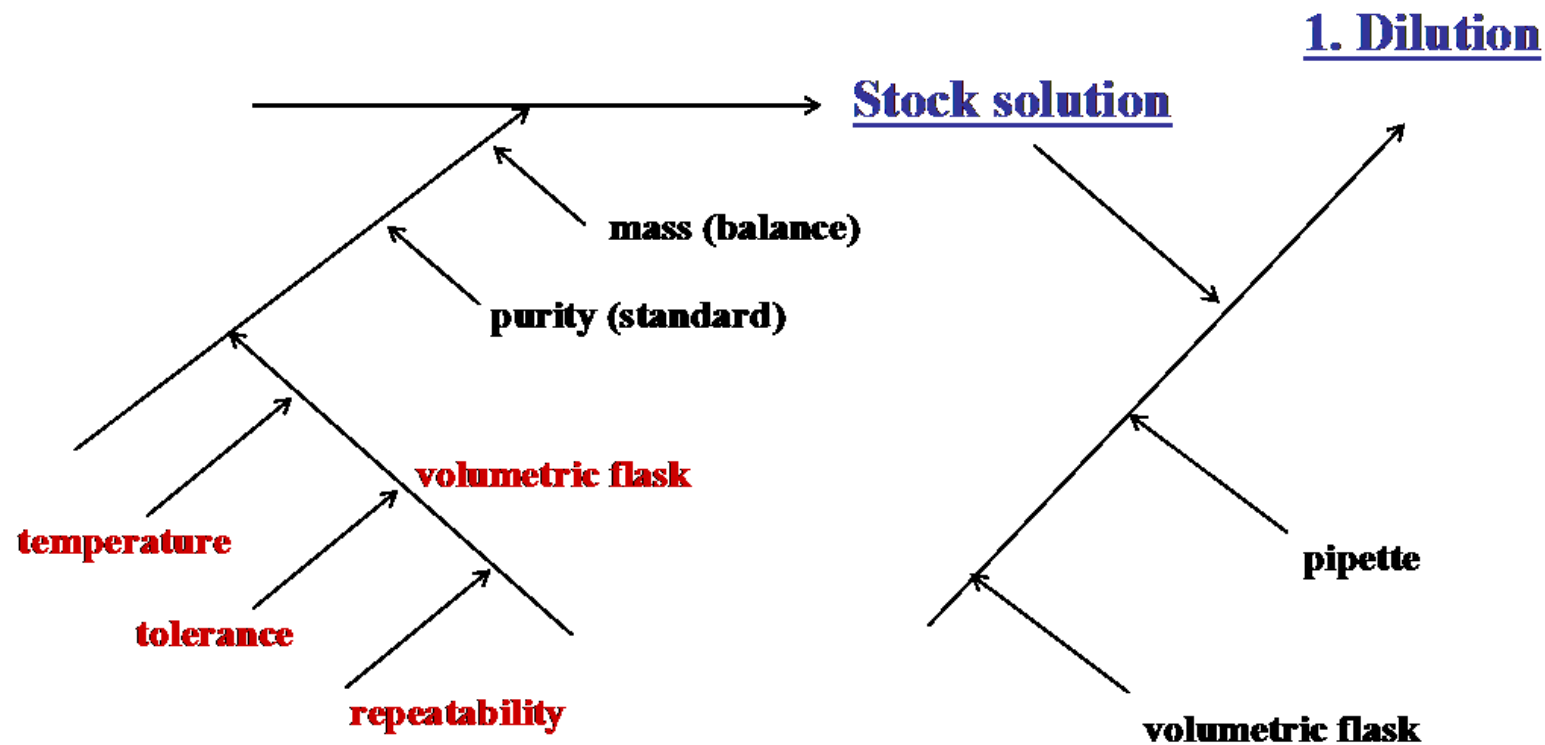 1. Dilution
Stock solution
mass (balance)
purity (standard)
volumetric flask
temperature
pipette
tolerance
repeatability
volumetric flask